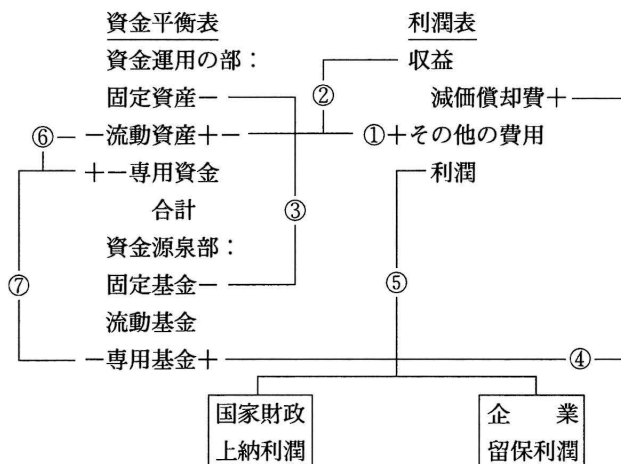 資金平衡表 利潤表
資金運用の部： 収益
② 減価償却費＋
固定資産－
⑥ －流動資産＋－ ①＋その他の費用
＋－専用資金 利潤
合計 ③
資金源泉部：
⑦ 固定基金－ ⑤
流動基金
－専用基金＋ ④
国家財政 企　業
上納利潤 留保利潤